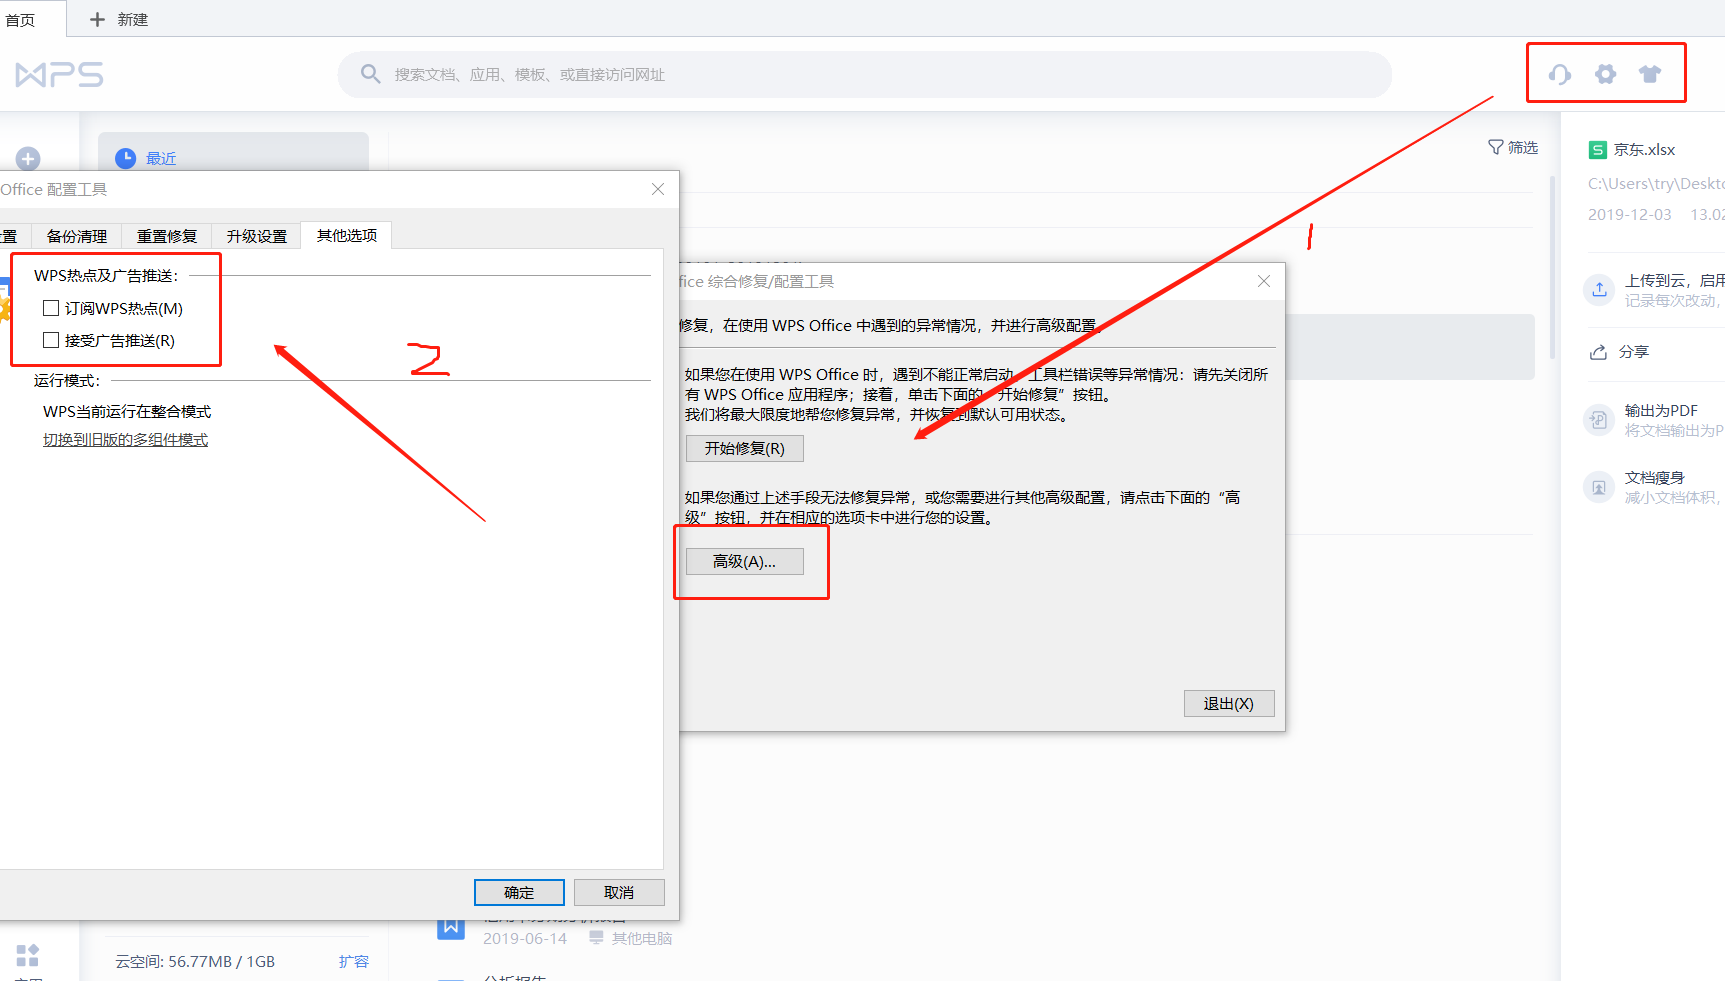 首页
新建
WPS
搜索文档、应用、模板、或直接访问网址
最近
筛选
京东.xlsx
C:\Users\try\Deskto
2019-12-03 13.02
上传到云，启用
记录每次改动，
分享
输出为PDF
将文档输出为P
文档瘦身
减小文档体积，
Office 配置工具
置
备份清理
重置修复
升级设置
其他选项
WPS热点及广告推送：
订阅WPS热点(M)
接受广告推送(R)
运行模式：
WPS当前运行在整合模式
切换到旧版的多组件模式
确定
取消
2
1
fice 综合修复/配置工具
修复，在使用 WPS Office 中遇到的异常情况，并进行高级配置。
如果您在使用 WPS Office 时，遇到不能正常启动、工具栏错误等异常情况：请先关闭所
有 WPS Office 应用程序；接着，单击下面的“开始修复”按钮。
我们将最大限度地帮您修复异常，并恢复到默认可用状态。
开始修复(R)
如果您通过上述手段无法修复异常，或您需要进行其他高级配置，请点击下面的“高
级”按钮，并在相应的选项卡中进行您的设置。
高级(A)...
退出(X)
2019-06-14 其他电脑
云空间: 56.77MB / 1GB
扩容
分析报告